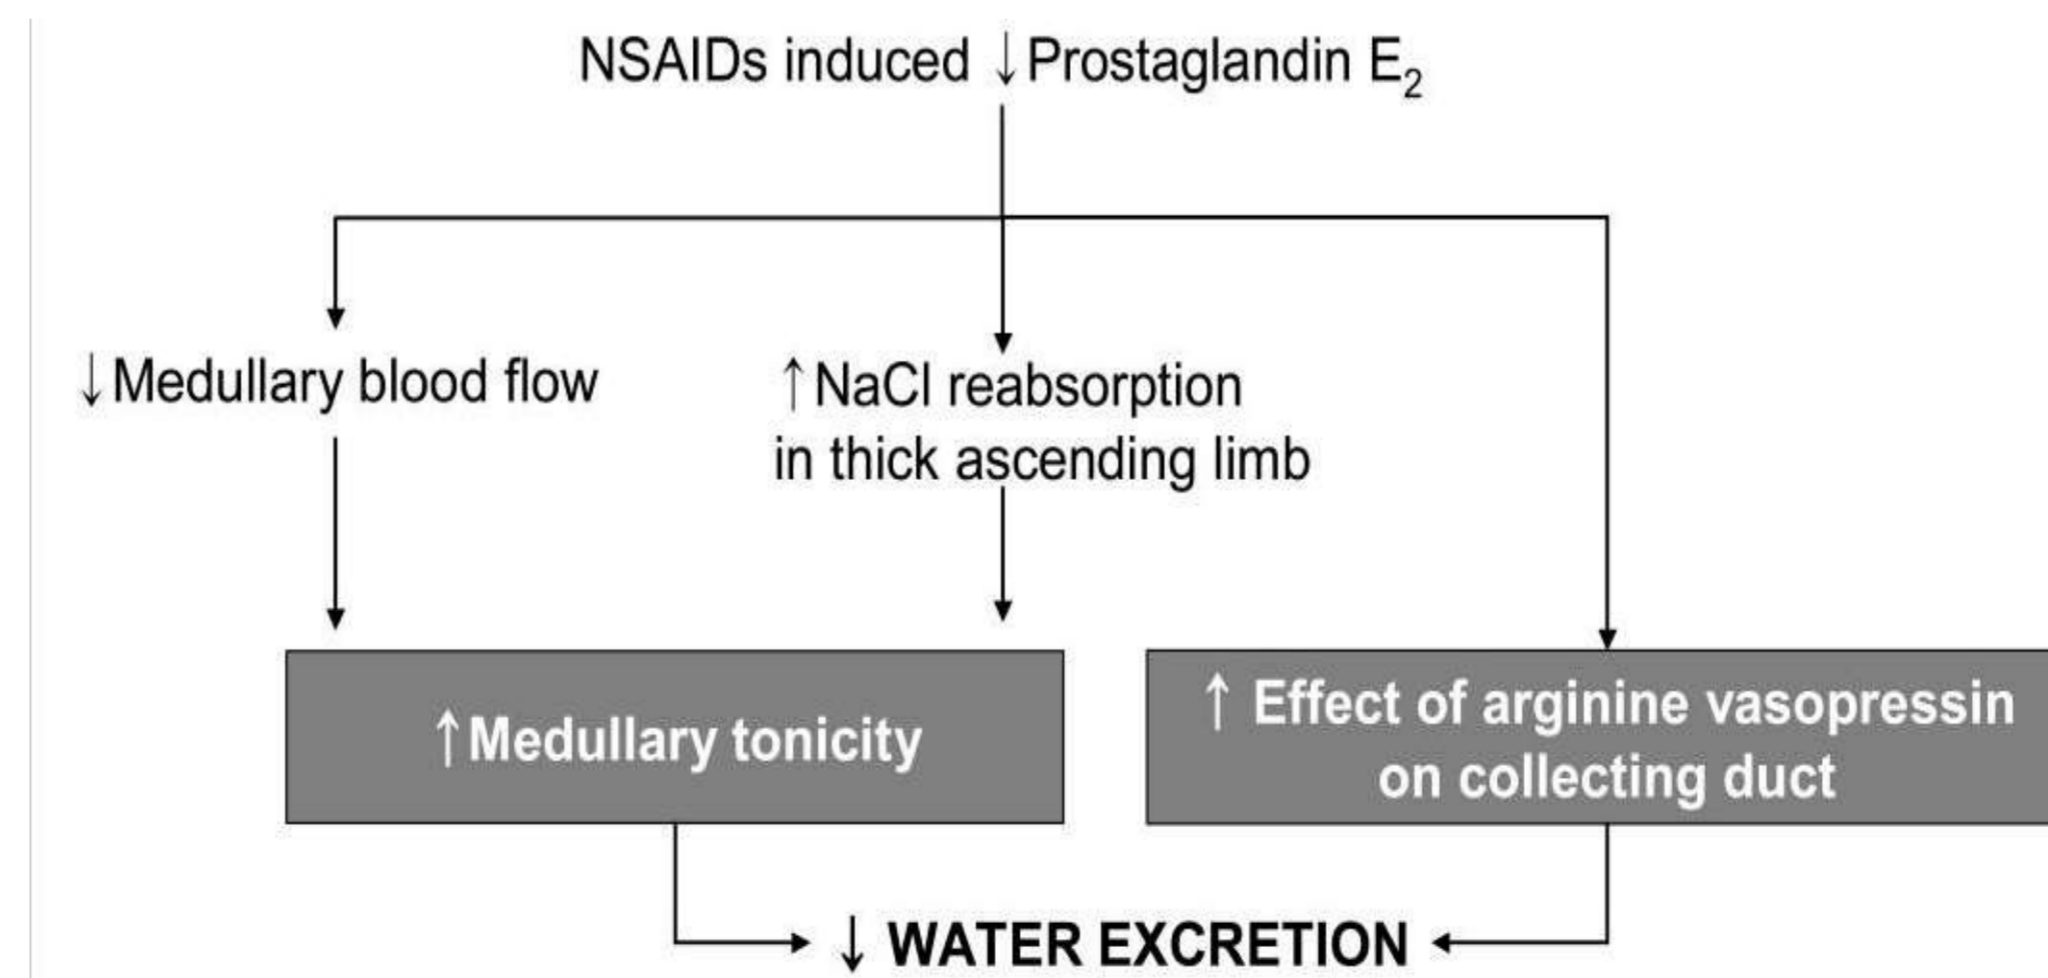 NSAIDs induced ↓Prostaglandin E₂
↓Medullary blood flow
↑NaCl reabsorption
in thick ascending limb
↑Medullary tonicity
↑ Effect of arginine vasopressin
on collecting duct
↓ WATER EXCRETION